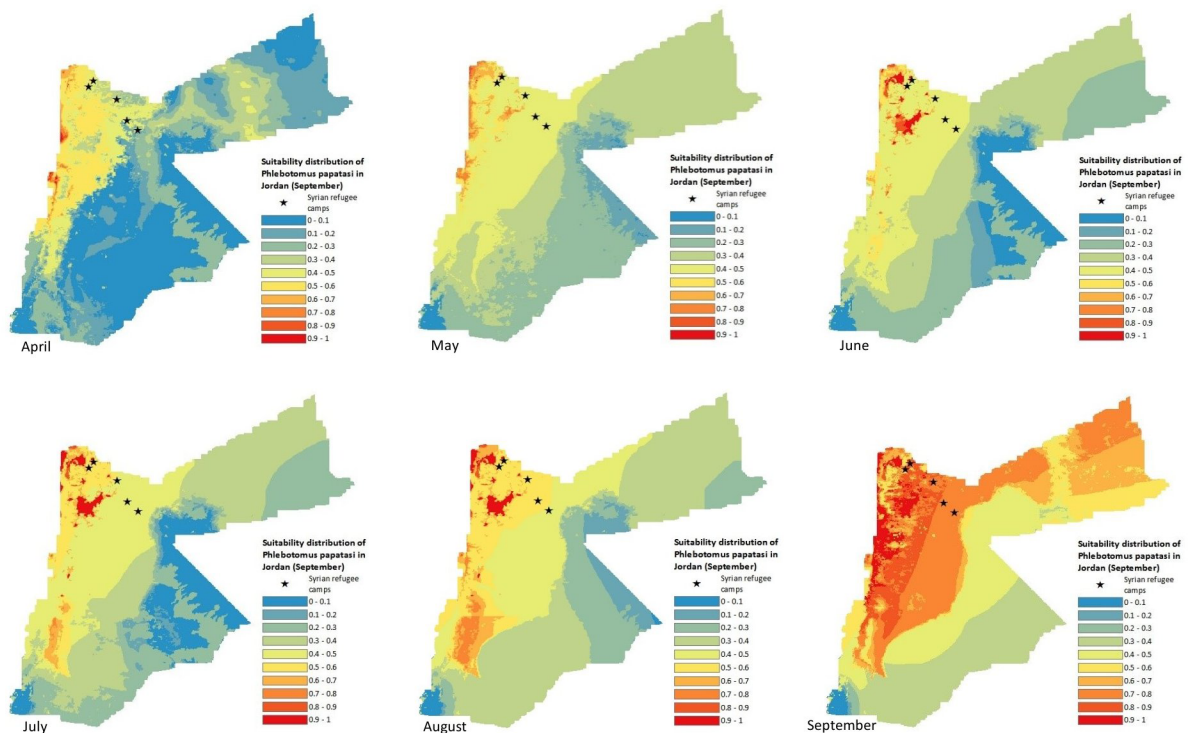 Suitability distribution of
Phlebotomus papatasi in
Jordan (September)
Syrian refugee
camps
0 - 0.1
0.1 - 0.2
0.2 - 0.3
0.3 - 0.4
0.4 - 0.5
0.5 - 0.6
0.6 - 0.7
0.7 - 0.8
0.8 - 0.9
0.9 - 1
April
Suitability distribution of
Phlebotomus papatasi in
Jordan (September)
Syrian refugee
camps
0 - 0.1
0.1 - 0.2
0.2 - 0.3
0.3 - 0.4
0.4 - 0.5
0.5 - 0.6
0.6 - 0.7
0.7 - 0.8
0.8 - 0.9
0.9 - 1
May
Suitability distribution of
Phlebotomus papatasi in
Jordan (September)
Syrian refugee
camps
0 - 0.1
0.1 - 0.2
0.2 - 0.3
0.3 - 0.4
0.4 - 0.5
0.5 - 0.6
0.6 - 0.7
0.7 - 0.8
0.8 - 0.9
0.9 - 1
June
Suitability distribution of
Phlebotomus papatasi in
Jordan (September)
Syrian refugee
camps
0 - 0.1
0.1 - 0.2
0.2 - 0.3
0.3 - 0.4
0.4 - 0.5
0.5 - 0.6
0.6 - 0.7
0.7 - 0.8
0.8 - 0.9
0.9 - 1
July
Suitability distribution of
Phlebotomus papatasi in
Jordan (September)
Syrian refugee
camps
0 - 0.1
0.1 - 0.2
0.2 - 0.3
0.3 - 0.4
0.4 - 0.5
0.5 - 0.6
0.6 - 0.7
0.7 - 0.8
0.8 - 0.9
0.9 - 1
August
Suitability distribution of
Phlebotomus papatasi in
Jordan (September)
Syrian refugee
camps
0 - 0.1
0.1 - 0.2
0.2 - 0.3
0.3 - 0.4
0.4 - 0.5
0.5 - 0.6
0.6 - 0.7
0.7 - 0.8
0.8 - 0.9
0.9 - 1
September